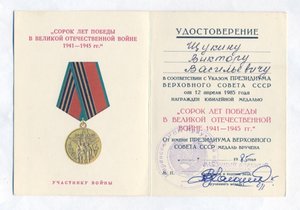 "СОРОК ЛЕТ ПОБЕДЫ
В ВЕЛИКОЙ ОТЕЧЕСТВЕННОЙ ВОЙНЕ
1941—1945 гг."
УЧАСТНИКУ ВОЙНЫ
УДОСТОВЕРЕНИЕ
Щукину
Виктору
Васильевичу
В СООТВЕТСТВИИ с Указом ПРЕЗИДИУМА
ВЕРХОВНОГО СОВЕТА СССР
от 12 апреля 1985 года
НАГРАЖДЕН ЮБИЛЕЙНОЙ МЕДАЛЬЮ
"СОРОК ЛЕТ ПОБЕДЫ
В ВЕЛИКОЙ ОТЕЧЕСТВЕННОЙ
ВОЙНЕ 1941—1945 гг."
От имени ПРЕЗИДИУМА ВЕРХОВНОГО
СОВЕТА СССР МЕДАЛЬ ВРУЧЕНА
1985 года
М. П.